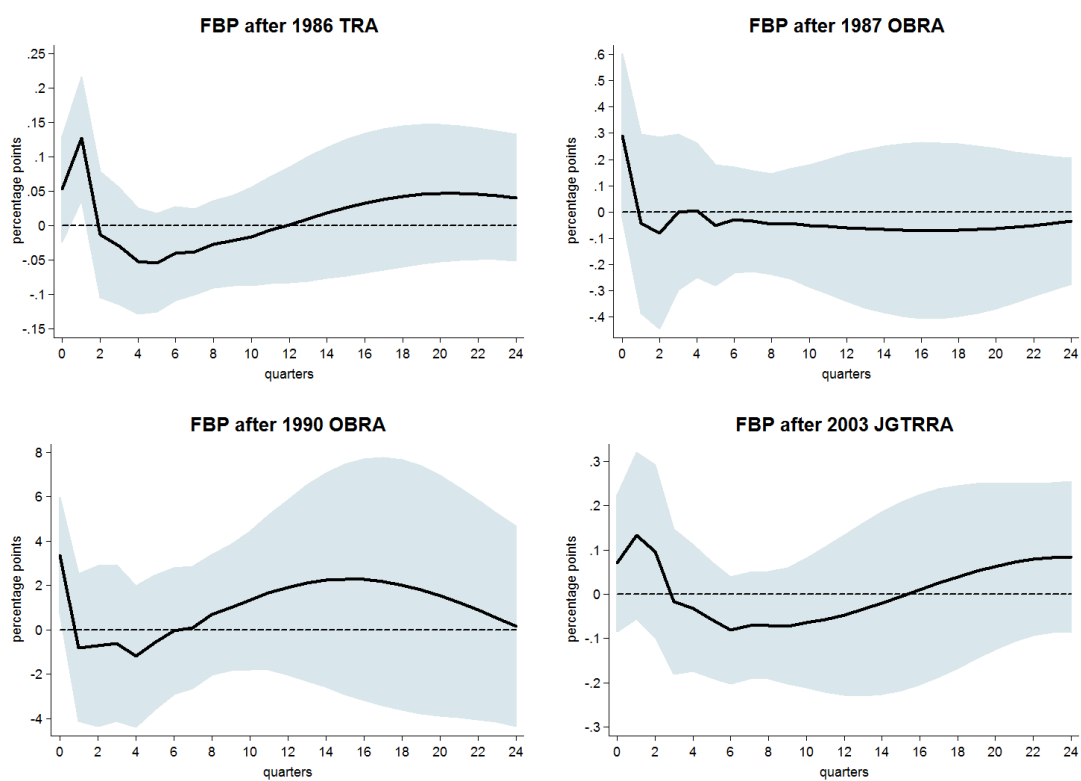 FBP after 1986 TRA
percentage points
.25
.2
.15
.1
.05
0
-.05
-.1
-.15
0 2 4 6 8 10 12 14 16 18 20 22 24
quarters
FBP after 1987 OBRA
percentage points
.6
.5
.4
.3
.2
.1
0
-.1
-.2
-.3
-.4
0 2 4 6 8 10 12 14 16 18 20 22 24
quarters
FBP after 1990 OBRA
percentage points
8
6
4
2
0
-2
-4
0 2 4 6 8 10 12 14 16 18 20 22 24
quarters
FBP after 2003 JGTRRA
percentage points
.3
.2
.1
0
-.1
-.2
-.3
0 2 4 6 8 10 12 14 16 18 20 22 24
quarters